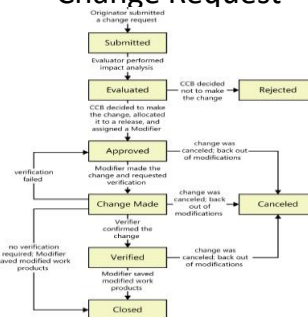 Change Request
Originator submitted
a change request
Submitted
Evaluator performed
impact analysis
Evaluated
CCB decided
not to make
the change
Rejected
CCB decided to make
the change, allocated
it to a release, and
assigned a Modifier
Approved
change was
canceled; back out
of modifications
verification
failed
Modifier made the
change and requested
verification
Change Made
change was
canceled; back
out of
modifications
Canceled
Verifier
confirmed the
change
no verification
required; Modifier
saved modified work
products
Verified
change was
canceled; back out
of modifications
Modifier saved
modified work
products
Closed